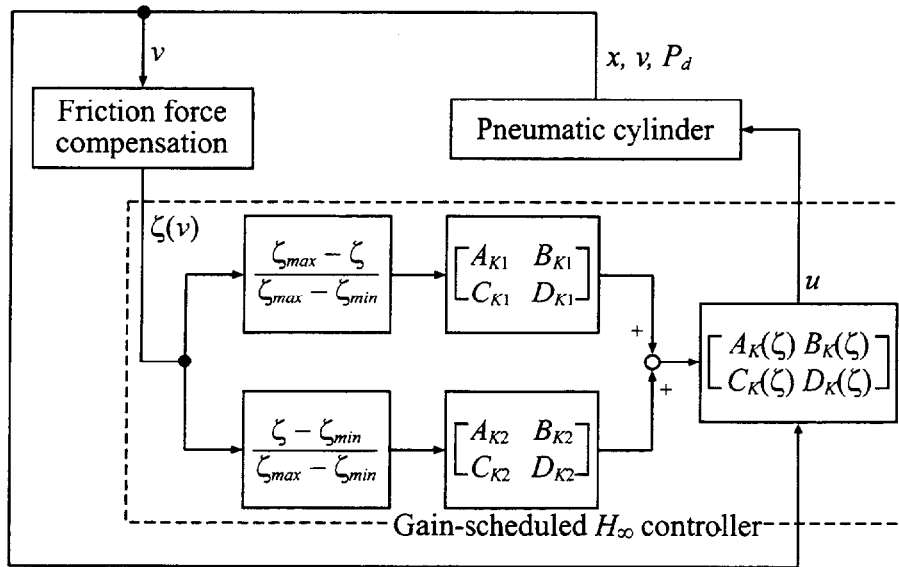 v
x, v, P_d
Friction force
compensation
Pneumatic cylinder
ζ(v)
ζ_max − ζ
ζ_max − ζ_min
A_K1 B_K1
C_K1 D_K1
u
+
A_K(ζ) B_K(ζ)
C_K(ζ) D_K(ζ)
+
ζ − ζ_min
ζ_max − ζ_min
A_K2 B_K2
C_K2 D_K2
Gain-scheduled H_∞ controller